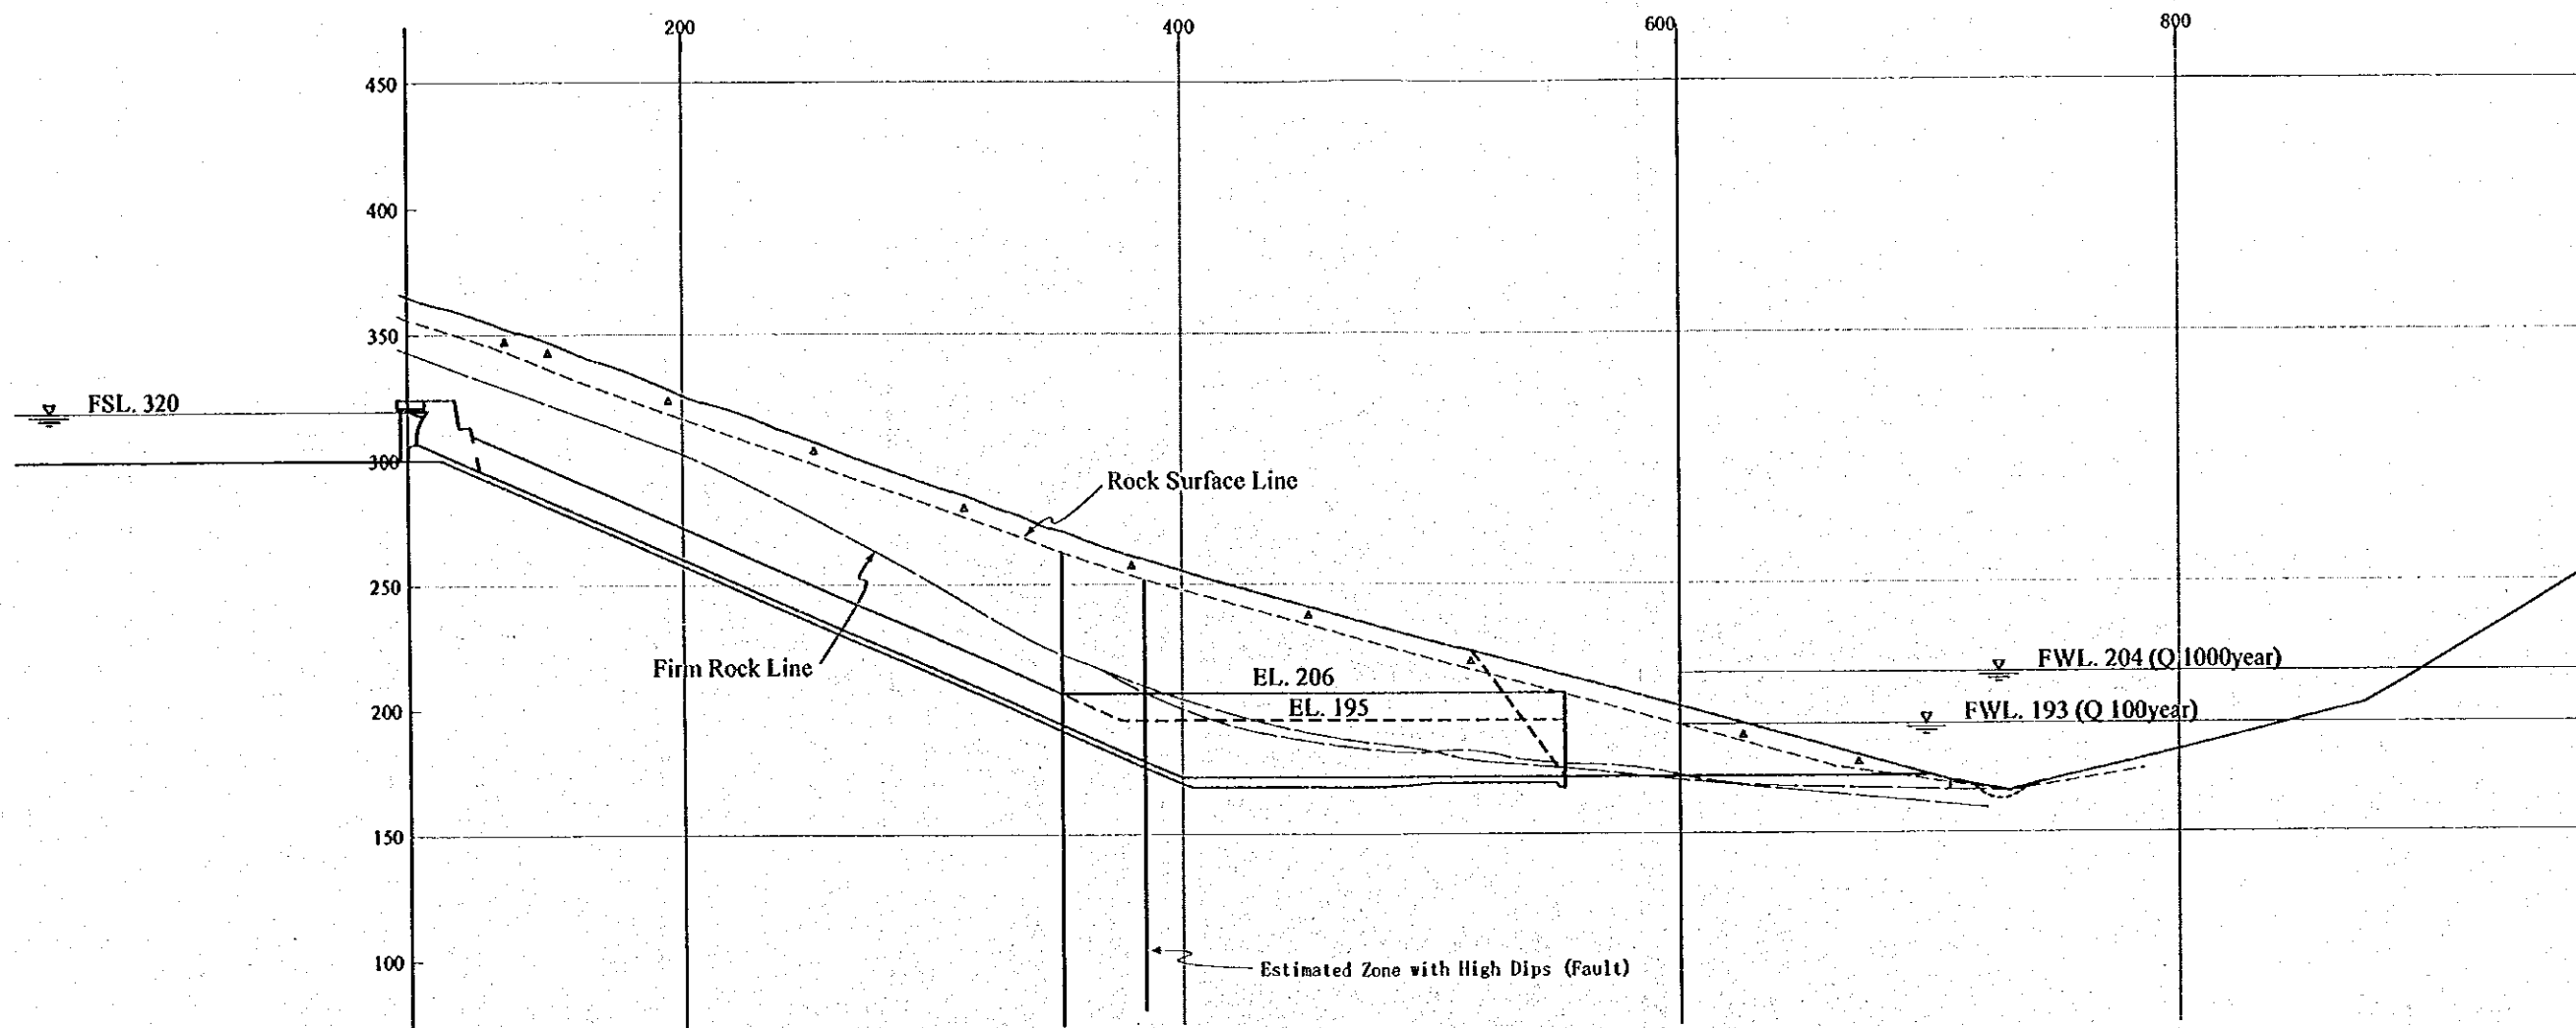 200
400
600
800
450
400
350
FSL. 320
300
Rock Surface Line
250
FWL. 204 (Q 1000year)
Firm Rock Line
EL. 206
EL. 195
FWL. 193 (Q 100year)
200
150
100
Estimated Zone with High Dips (Fault)